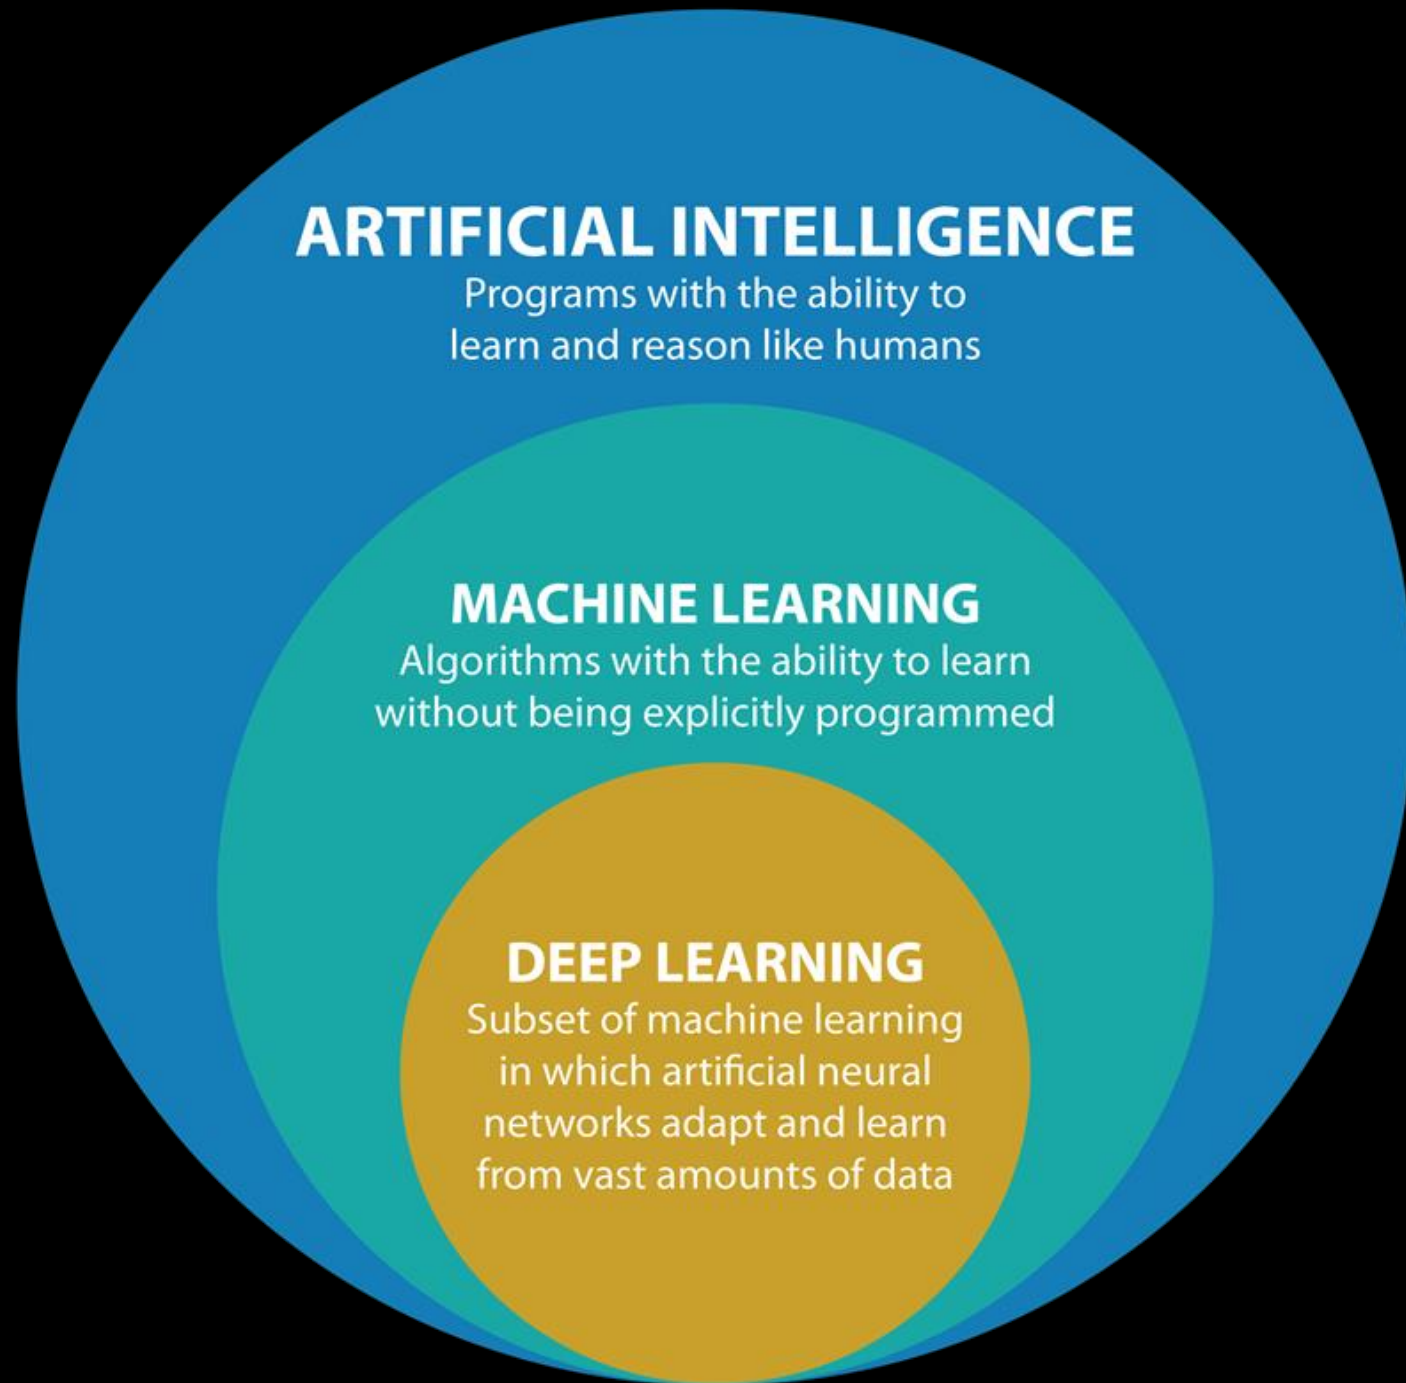 ARTIFICIAL INTELLIGENCE
Programs with the ability to
learn and reason like humans
MACHINE LEARNING
Algorithms with the ability to learn
without being explicitly programmed
DEEP LEARNING
Subset of machine learning
in which artificial neural
networks adapt and learn
from vast amounts of data